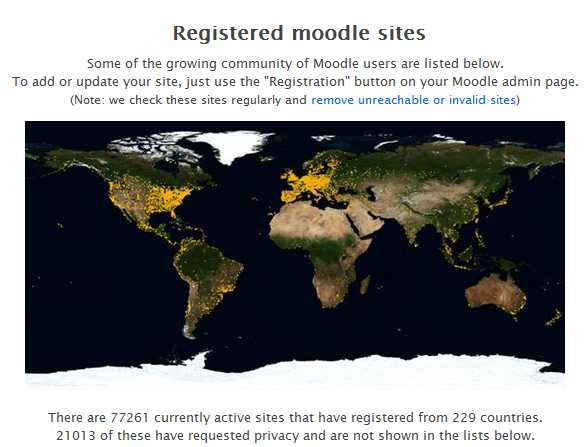 Registered moodle sites
Some of the growing community of Moodle users are listed below.
To add or update your site, just use the "Registration" button on your Moodle admin page.
(Note: we check these sites regularly and remove unreachable or invalid sites)
There are 77261 currently active sites that have registered from 229 countries.
21013 of these have requested privacy and are not shown in the lists below.